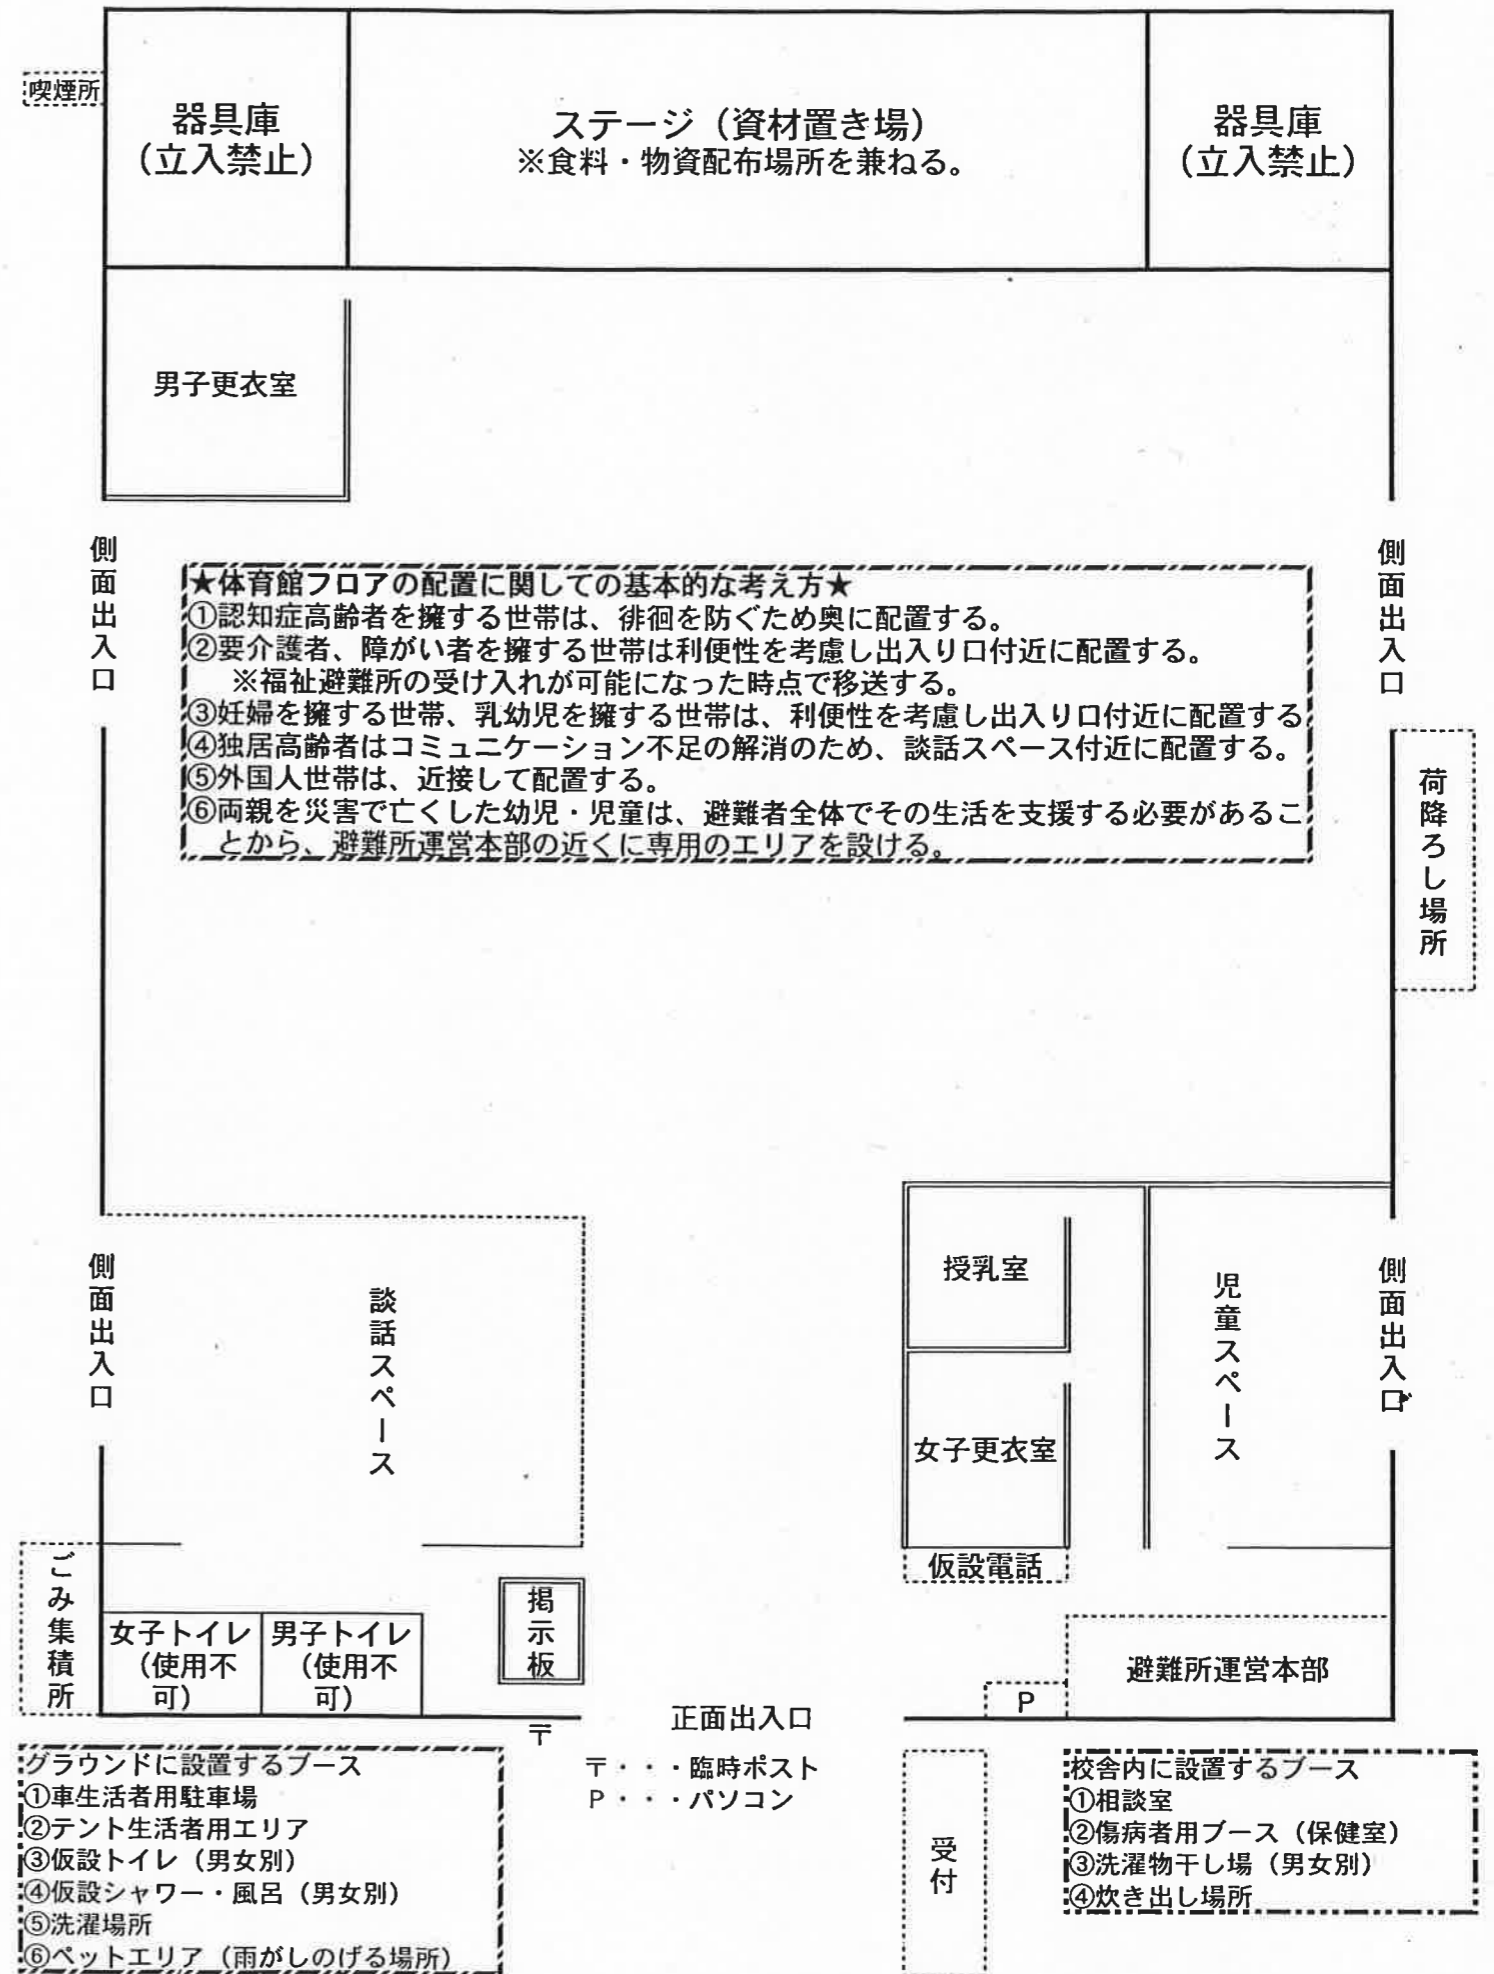 喫煙所
器具庫
（立入禁止）
ステージ（資材置き場）
※食料・物資配布場所を兼ねる。
器具庫
（立入禁止）
男子更衣室
側面出入口
側面出入口
★体育館フロアの配置に関しての基本的な考え方★
①認知症高齢者を擁する世帯は、徘徊を防ぐため奥に配置する。
②要介護者、障がい者を擁する世帯は利便性を考慮し出入り口付近に配置する。
※福祉避難所の受け入れが可能になった時点で移送する。
③妊婦を擁する世帯、乳幼児を擁する世帯は、利便性を考慮し出入り口付近に配置する
④独居高齢者はコミュニケーション不足の解消のため、談話スペース付近に配置する。
⑤外国人世帯は、近接して配置する。
⑥両親を災害で亡くした幼児・児童は、避難者全体でその生活を支援する必要があるこ
とから、避難所運営本部の近くに専用のエリアを設ける。
荷降ろし場所
側面出入口
談話スペース
授乳室
児童スペース
側面出入口
女子更衣室
仮設電話
ごみ集積所
女子トイレ
（使用不
可）
男子トイレ
（使用不
可）
掲示板
避難所運営本部
P
正面出入口
〒
〒・・・臨時ポスト
P・・・パソコン
受付
グラウンドに設置するブース
①車生活者用駐車場
②テント生活者用エリア
③仮設トイレ（男女別）
④仮設シャワー・風呂（男女別）
⑤洗濯場所
⑥ペットエリア（雨がしのげる場所）
校舎内に設置するブース
①相談室
②傷病者用ブース（保健室）
③洗濯物干し場（男女別）
④炊き出し場所